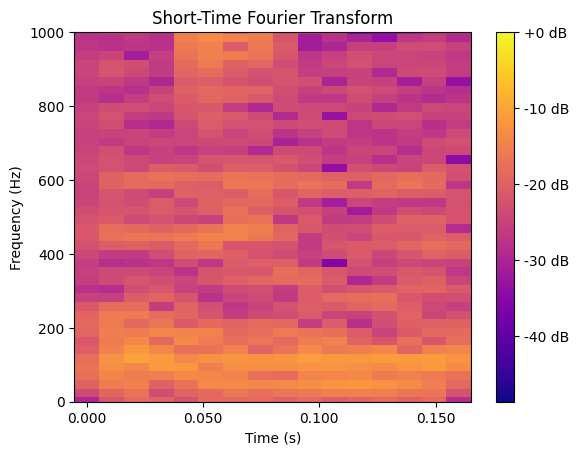 Short-Time Fourier Transform
1000
800
600
400
200
0
Frequency (Hz)
0.000
0.050
0.100
0.150
Time (s)
+0 dB
-10 dB
-20 dB
-30 dB
-40 dB